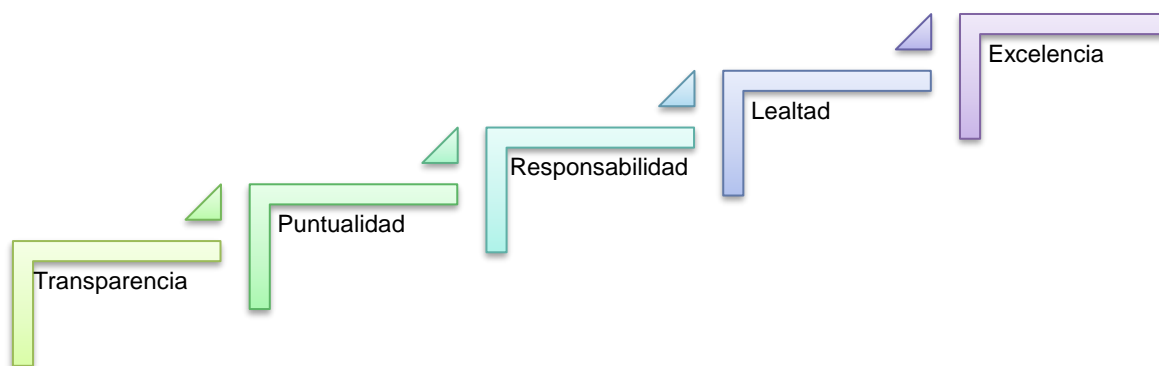 Transparencia
Puntualidad
Responsabilidad
Lealtad
Excelencia